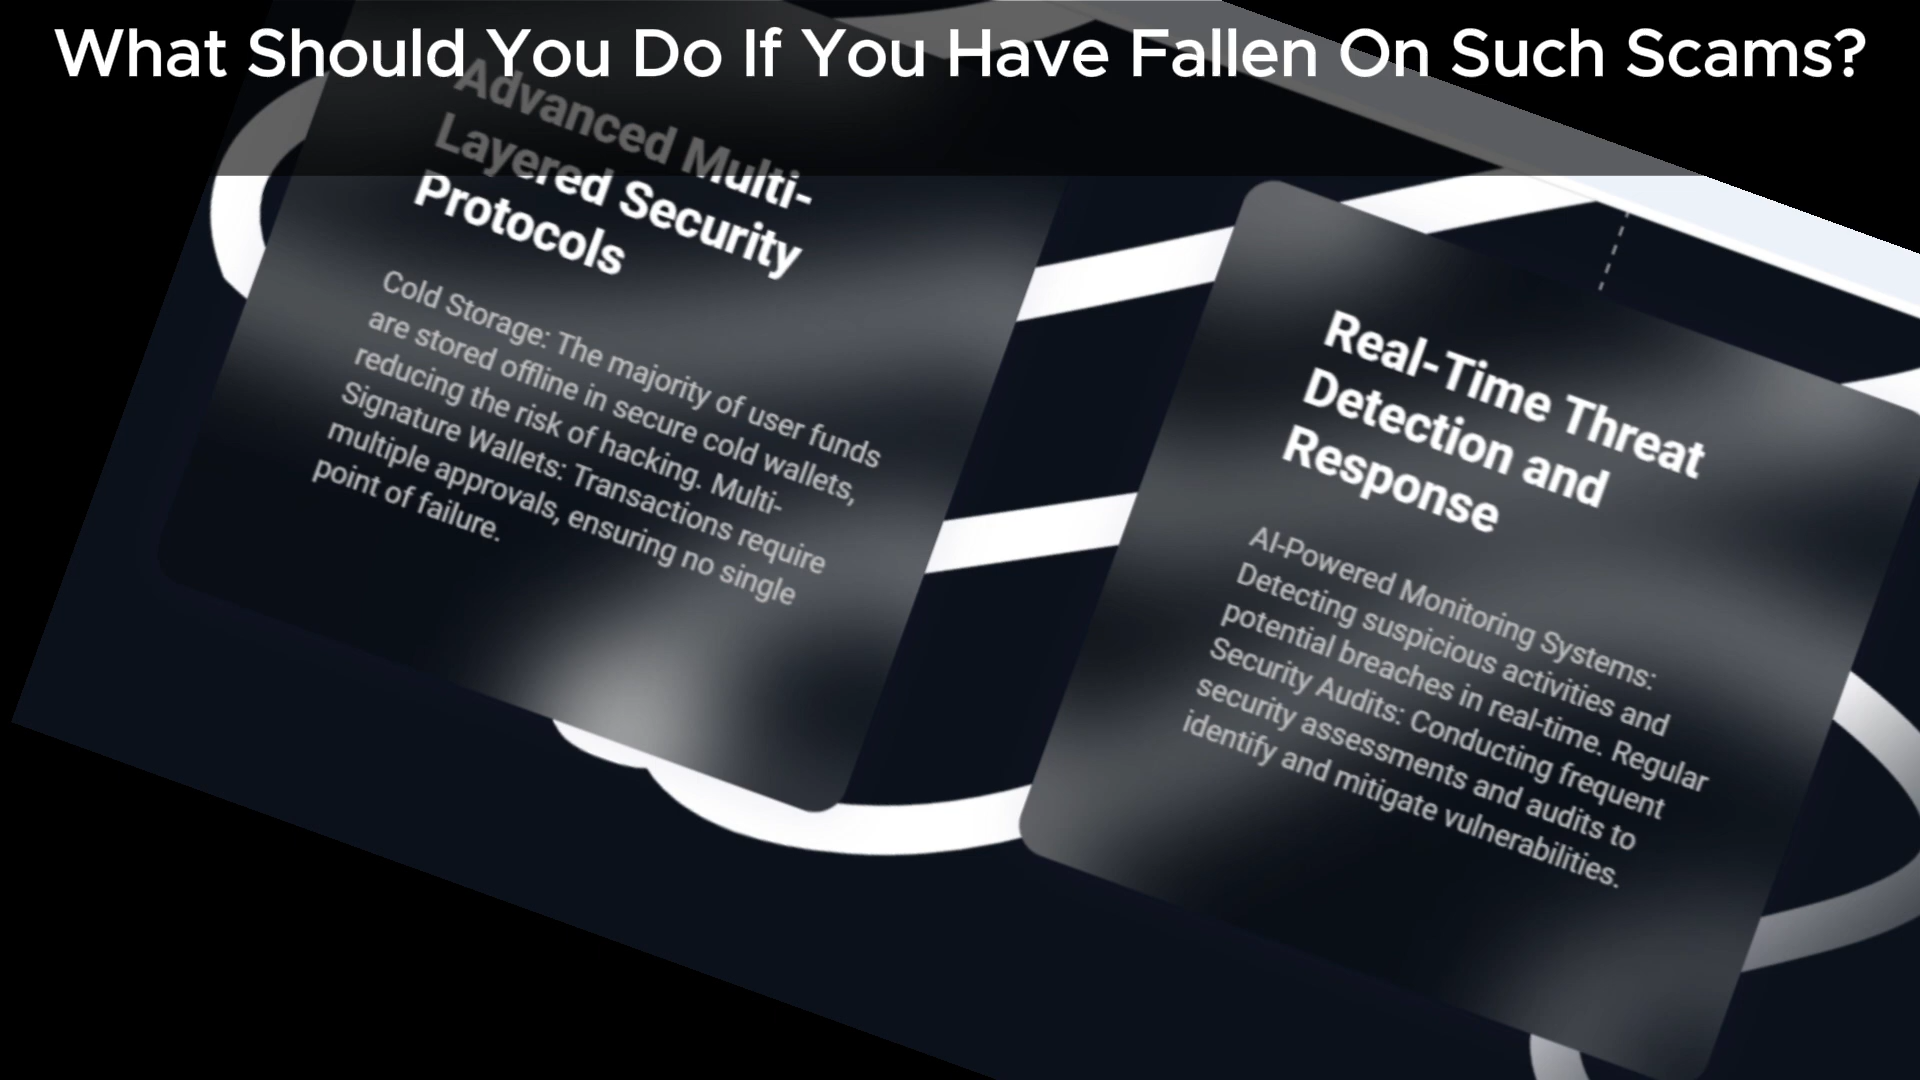 What Should You Do If You Have Fallen On Such Scams?
Advanced Multi-
Layered Security
Protocols
Cold Storage: The majority of user funds
are stored offline in secure cold wallets,
reducing the risk of hacking. Multi-
Signature Wallets: Transactions require
multiple approvals, ensuring no single
point of failure.
Real-Time Threat
Detection and
Response
AI-Powered Monitoring Systems:
Detecting suspicious activities and
potential breaches in real-time. Regular
Security Audits: Conducting frequent
security assessments and audits to
identify and mitigate vulnerabilities.